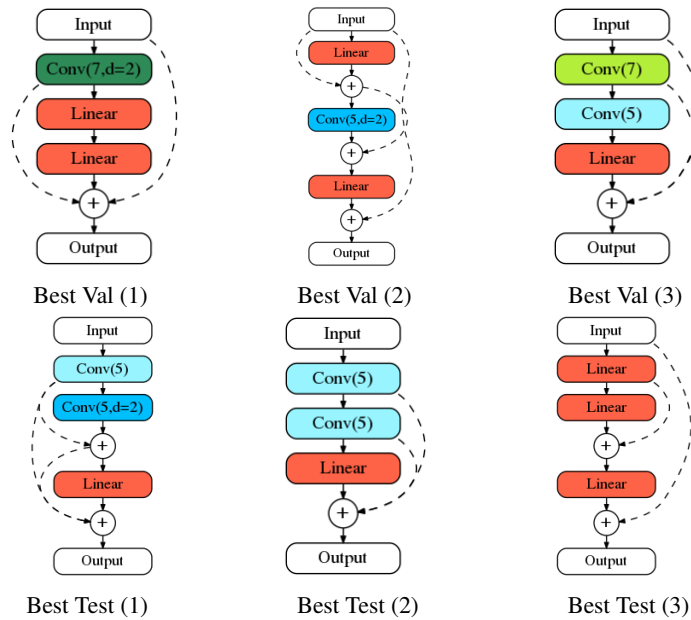 Input
Conv(7,d=2)
Linear
Linear
+
Output
Best Val (1)
Input
Linear
+
Conv(5,d=2)
+
Linear
+
Output
Best Val (2)
Input
Conv(7)
Conv(5)
Linear
+
Output
Best Val (3)
Input
Conv(5)
Conv(5,d=2)
+
Linear
+
Output
Best Test (1)
Input
Conv(5)
Conv(5)
Linear
+
Output
Best Test (2)
Input
Linear
Linear
+
Linear
+
Output
Best Test (3)